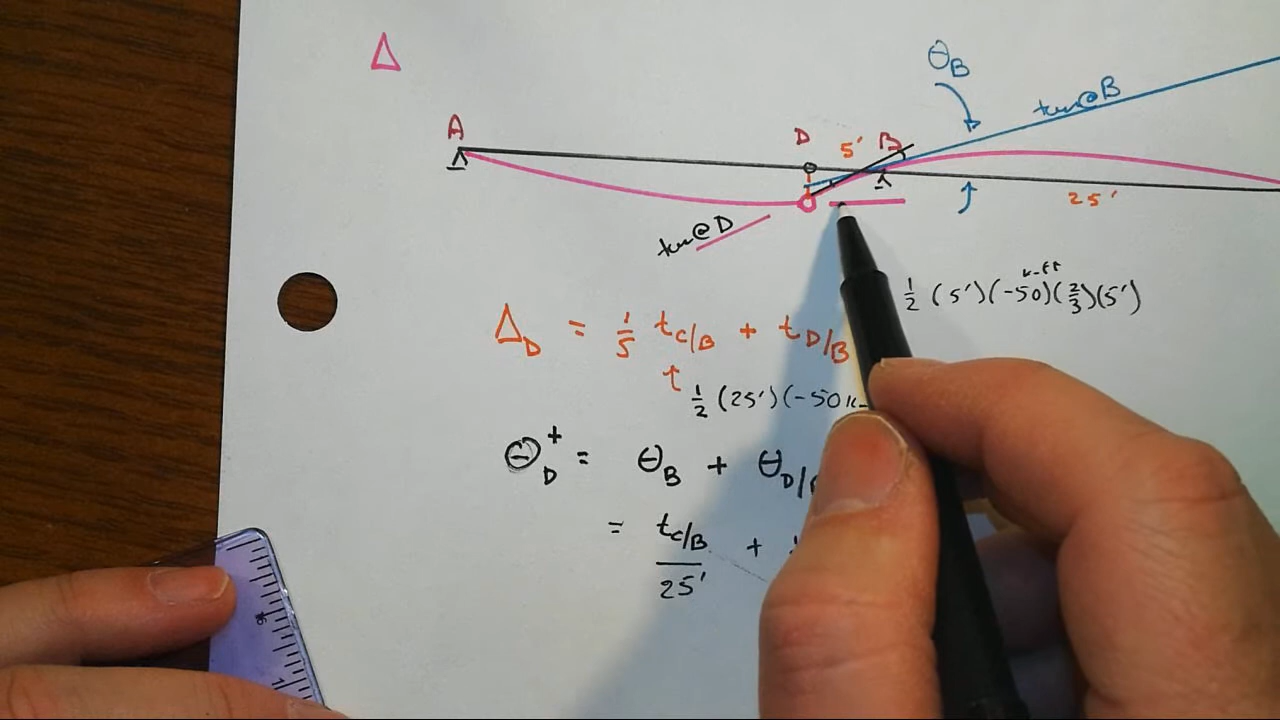 Δ
θB
tan@B
A
D
5'
B
25'
tan@D
k-ft
1/2 (5')(-50)(2/3)(5')
ΔD = 1/5 tC/B + tD/B
↑ 1/2 (25')(-50k-
θD+ = θB + θD/
= tC/B / 25' +